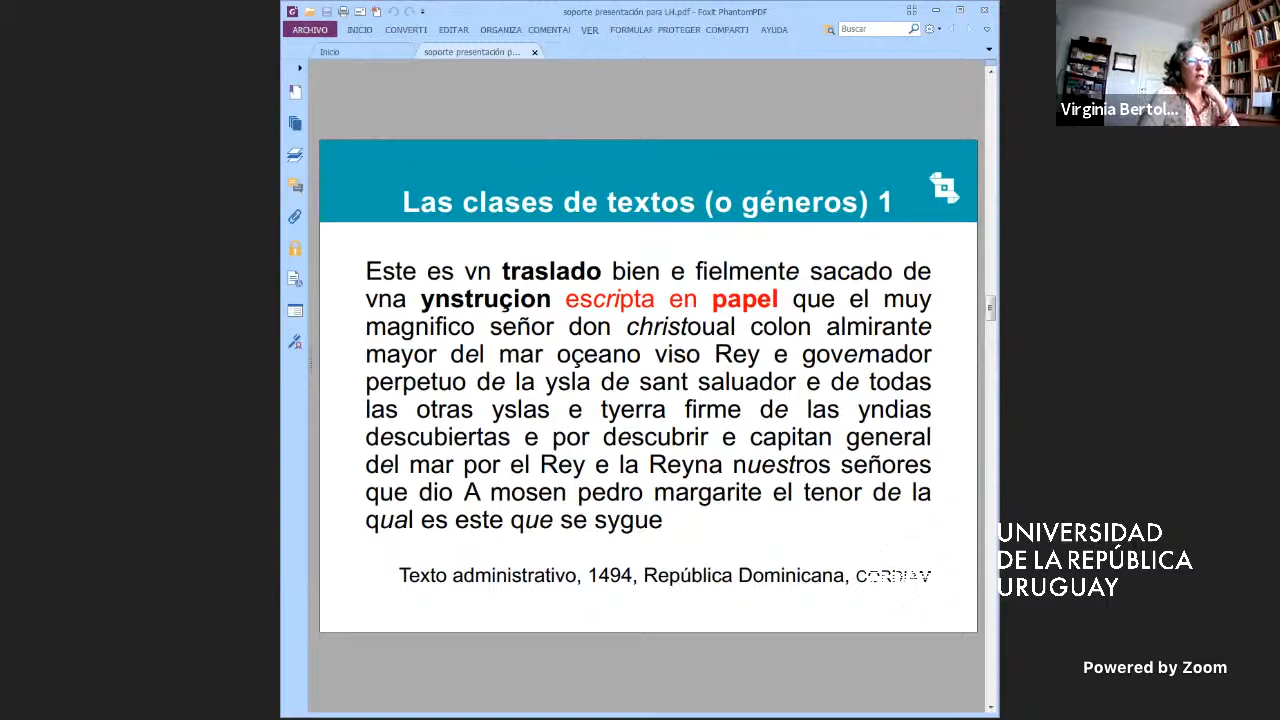 soporte presentación para LH.pdf - Foxit PhantomPDF
ARCHIVO INICIO CONVERTI EDITAR ORGANIZA COMENTAI VER FORMULAF PROTEGER COMPARTI AYUDA Buscar
Inicio soporte presentación p...
Virginia Bertol...
Las clases de textos (o géneros) 1
Este es vn traslado bien e fielmente sacado de
vna ynstruçion escripta en papel que el muy
magnifico señor don christoual colon almirante
mayor del mar oçeano viso Rey e governador
perpetuo de la ysla de sant saluador e de todas
las otras yslas e tyerra firme de las yndias
descubiertas e por descubrir e capitan general
del mar por el Rey e la Reyna nuestros señores
que dio A mosen pedro margarite el tenor de la
qual es este que se sygue
Texto administrativo, 1494, República Dominicana,
UNIVERSIDAD
DE LA REPÚBLICA
URUGUAY
Powered by Zoom